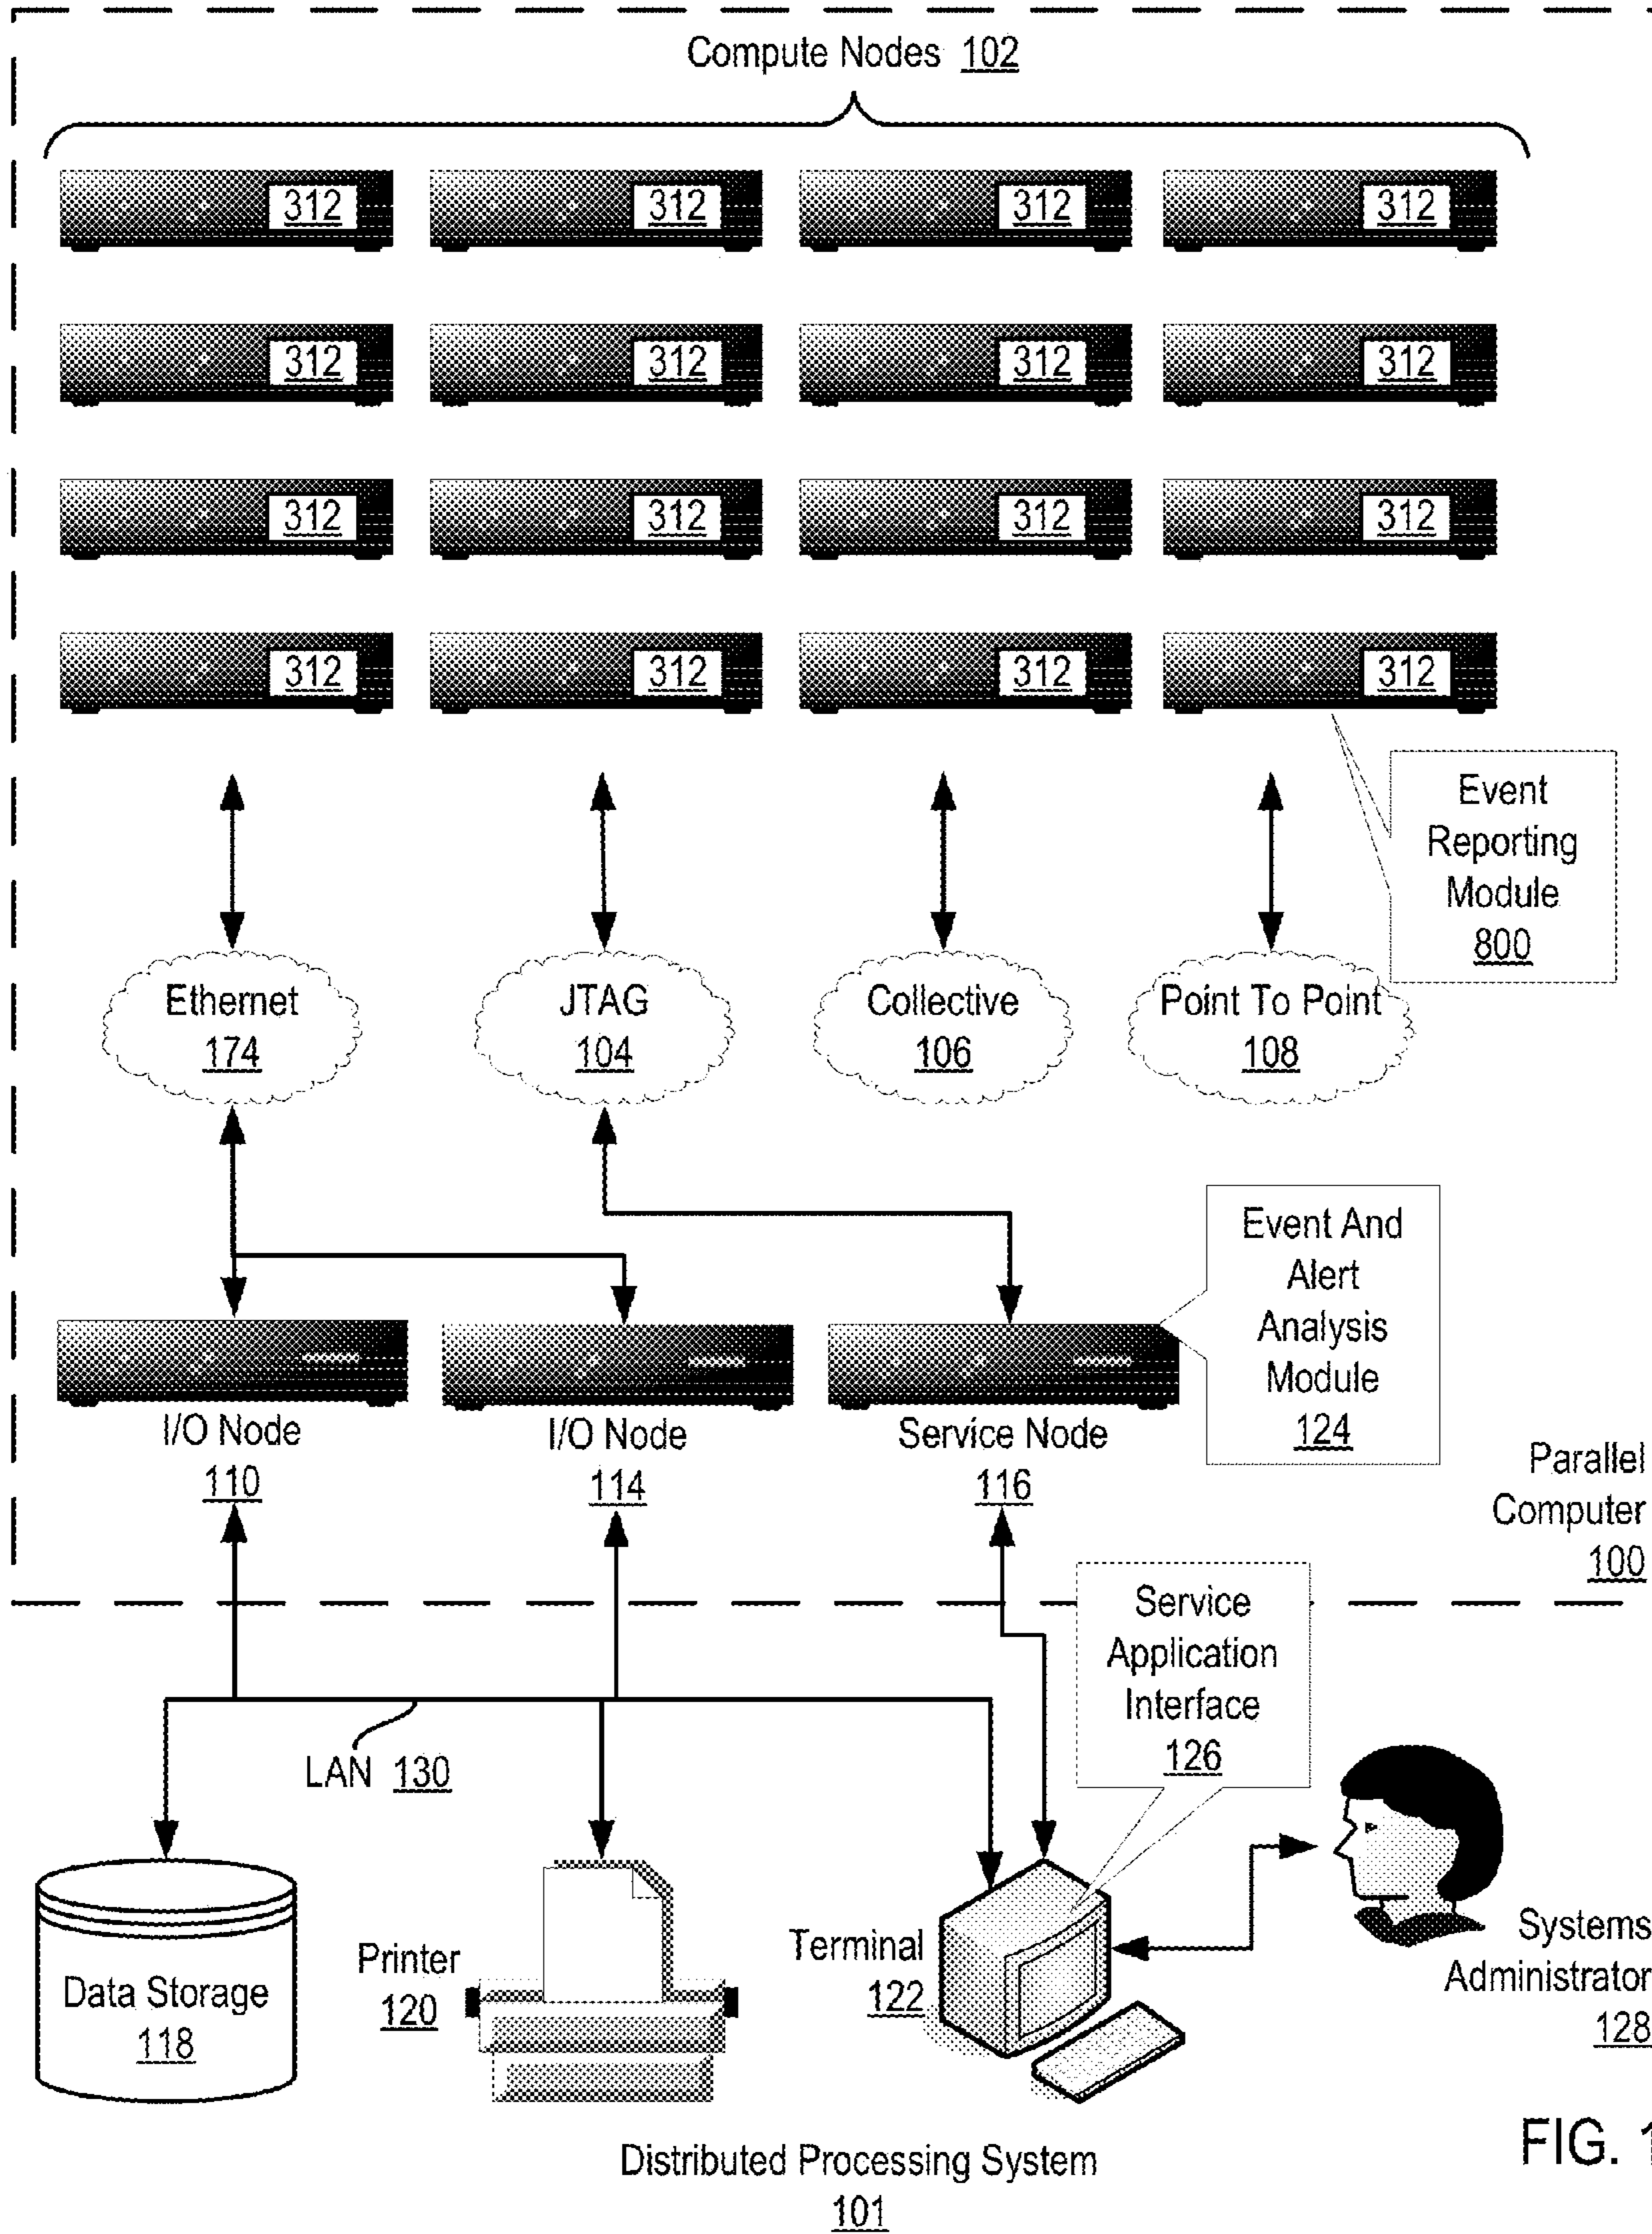 Compute Nodes 102
312 312 312 312
312 312 312 312
312 312 312 312
312 312 312 312
Event
Reporting
Module
800
Ethernet
174
JTAG
104
Collective
106
Point To Point
108
Event And
Alert
Analysis
Module
124
I/O Node
110
I/O Node
114
Service Node
116
Parallel
Computer
100
Service
Application
Interface
126
LAN 130
Data Storage
118
Printer
120
Terminal
122
Systems
Administrator
128
Distributed Processing System
101
FIG. 1